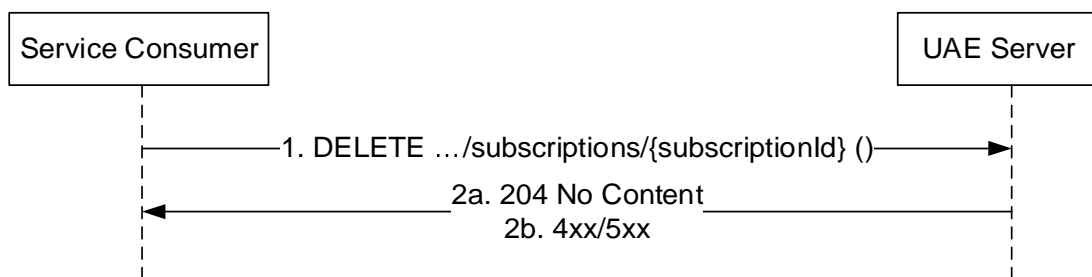 Service Consumer
UAE Server
1. DELETE …/subscriptions/{subscriptionId} ()
2a. 204 No Content
2b. 4xx/5xx